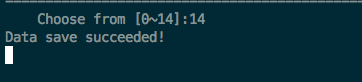 Choose from [0~14]:14
Data save succeeded!